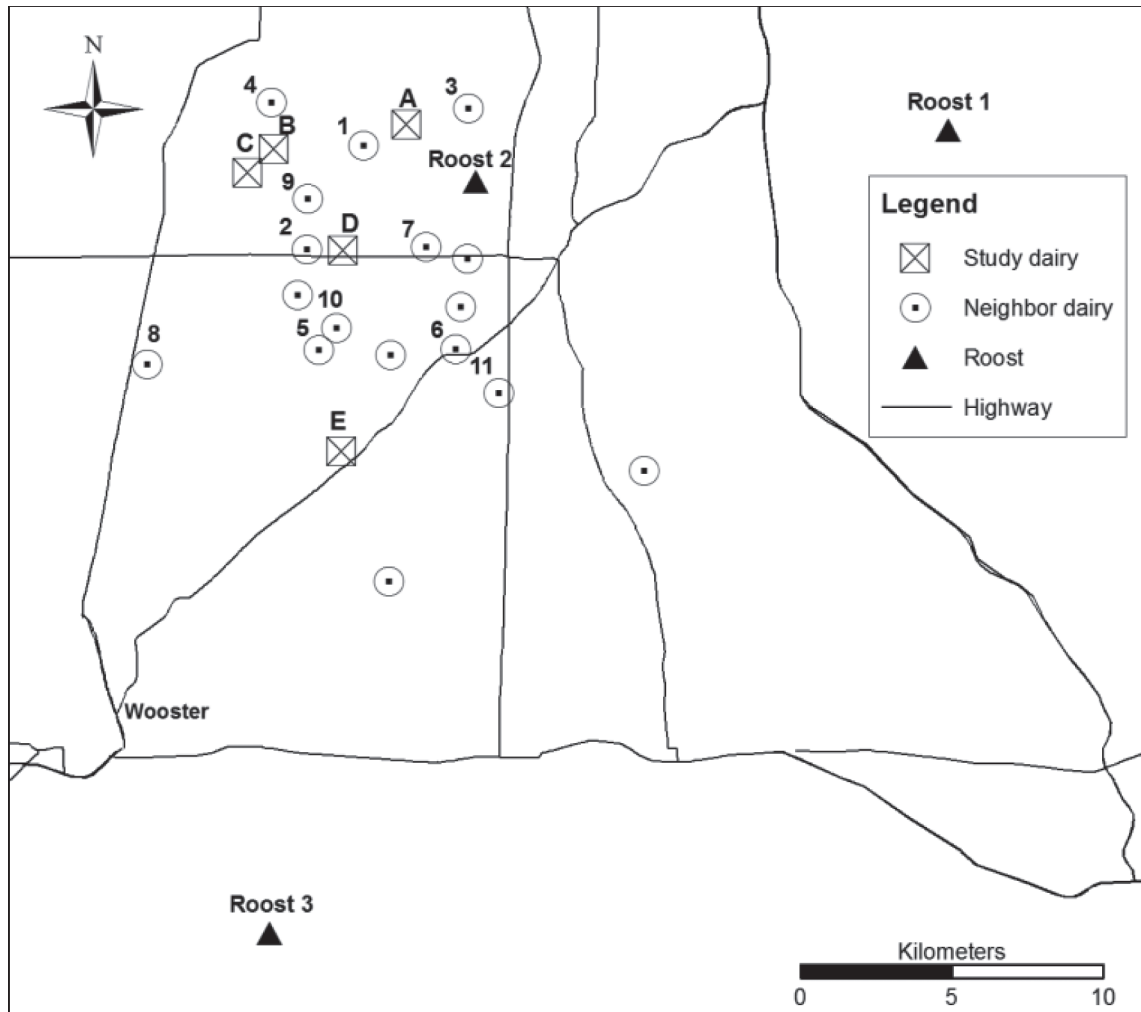 N
4
3
A
Roost 1
B
1
C
Roost 2
9
Legend
2
D
7
Study dairy
Neighbor dairy
10
8
5
6
Roost
11
Highway
E
Wooster
Roost 3
Kilometers
0 5 10